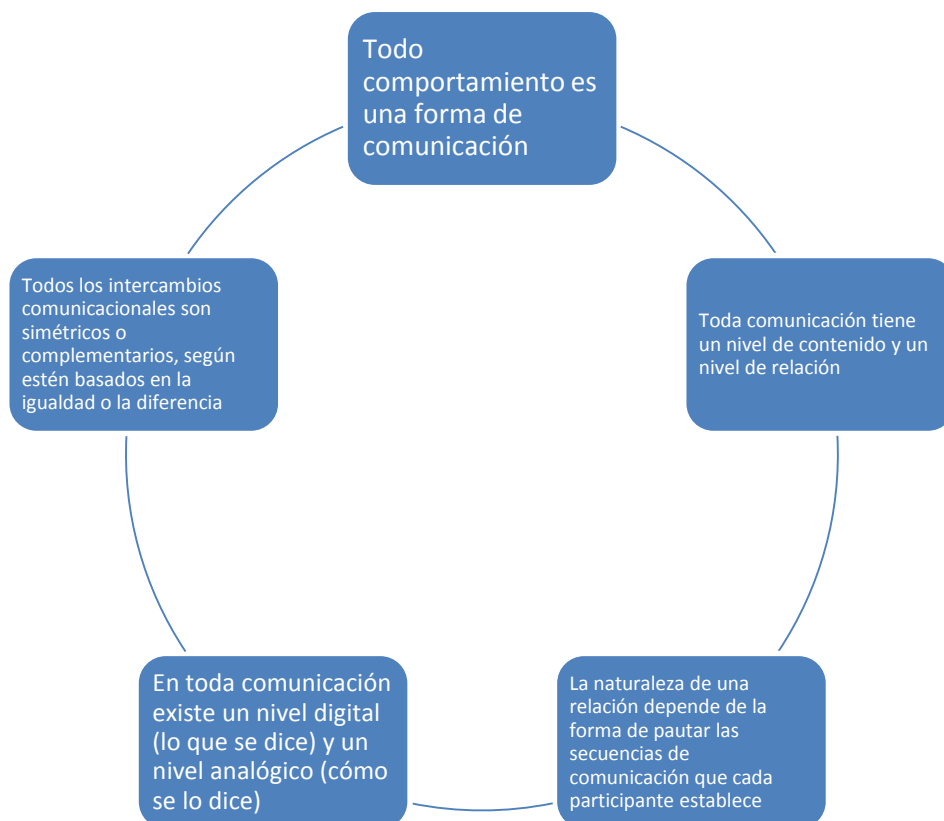 Todo
comportamiento es
una forma de
comunicación
Toda comunicación tiene
un nivel de contenido y un
nivel de relación
La naturaleza de una
relación depende de la
forma de pautar las
secuencias de
comunicación que cada
participante establece
En toda comunicación
existe un nivel digital
(lo que se dice) y un
nivel analógico (cómo
se lo dice)
Todos los intercambios
comunicacionales son
simétricos o
complementarios, según
estén basados en la
igualdad o la diferencia